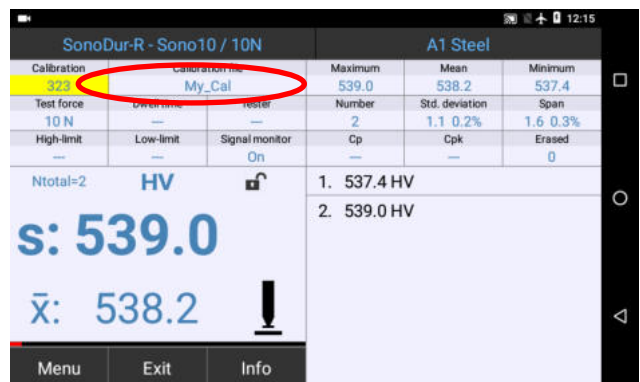 12:15
SonoDur-R - Sono10 / 10N A1 Steel
Calibration Calibration file Maximum Mean Minimum
323 My_Cal 539.0 538.2 537.4
Test force Dwell time Tester Number Std. deviation Span
10 N --- --- 2 1.1 0.2% 1.6 0.3%
High-limit Low-limit Signal monitor Cp Cpk Erased
--- --- On --- --- 0
Ntotal=2 HV 1. 537.4 HV
2. 539.0 HV
s: 539.0
x̄: 538.2
Menu Exit Info